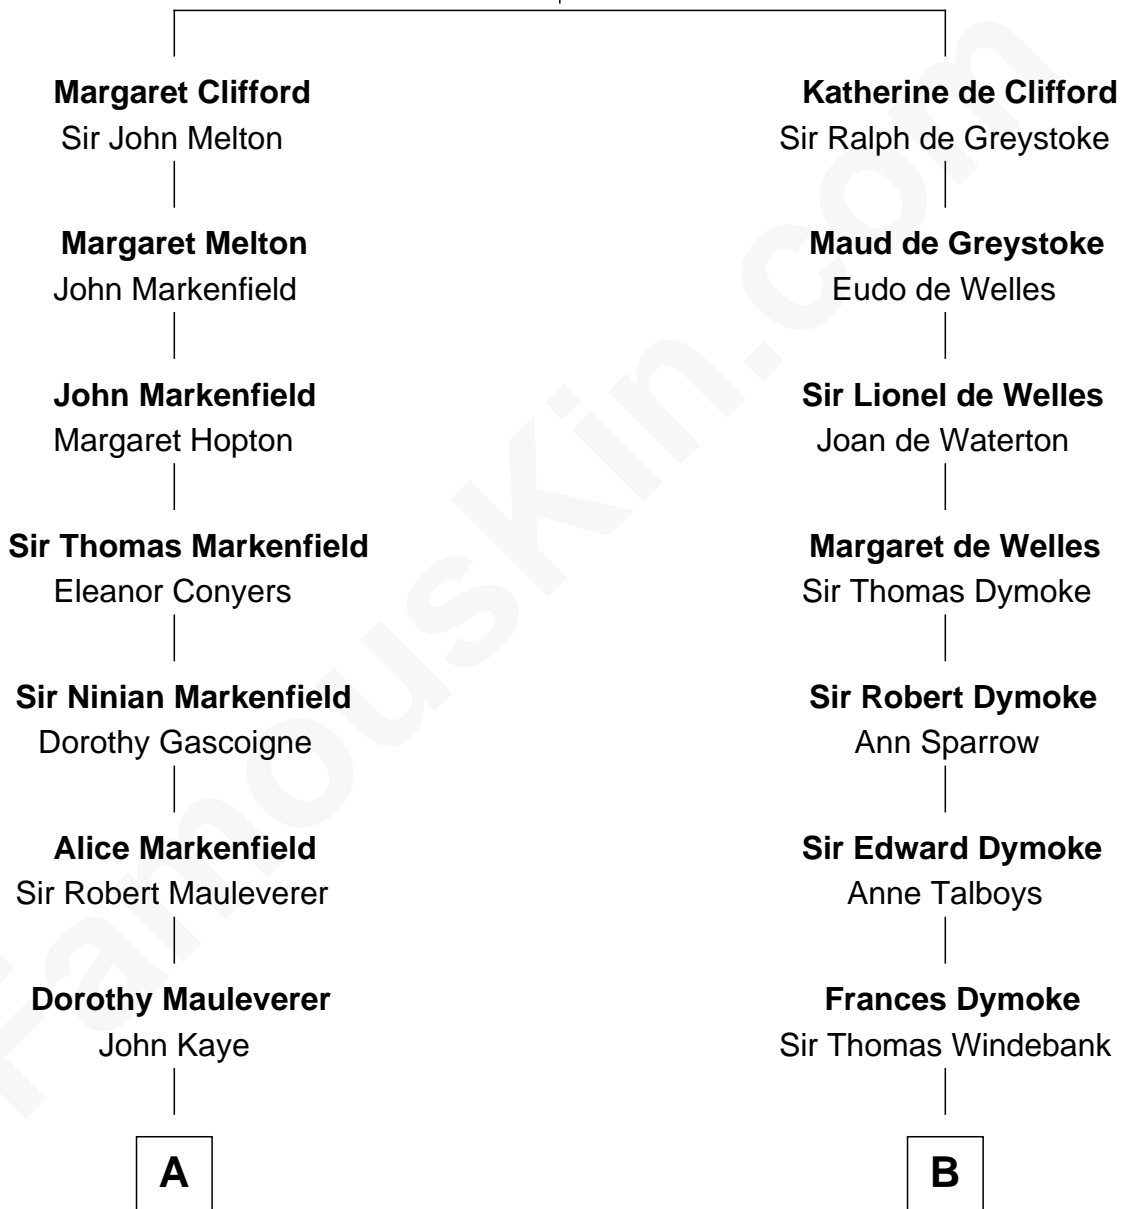 Margaret Clifford
Sir John Melton
Margaret Melton
John Markenfield
John Markenfield
Margaret Hopton
Sir Thomas Markenfield
Eleanor Conyers
Sir Ninian Markenfield
Dorothy Gascoigne
Alice Markenfield
Sir Robert Mauleverer
Dorothy Mauleverer
John Kaye
A
Katherine de Clifford
Sir Ralph de Greystoke
Maud de Greystoke
Eudo de Welles
Sir Lionel de Welles
Joan de Waterton
Margaret de Welles
Sir Thomas Dymoke
Sir Robert Dymoke
Ann Sparrow
Sir Edward Dymoke
Anne Talboys
Frances Dymoke
Sir Thomas Windebank
B
FamousKin.com